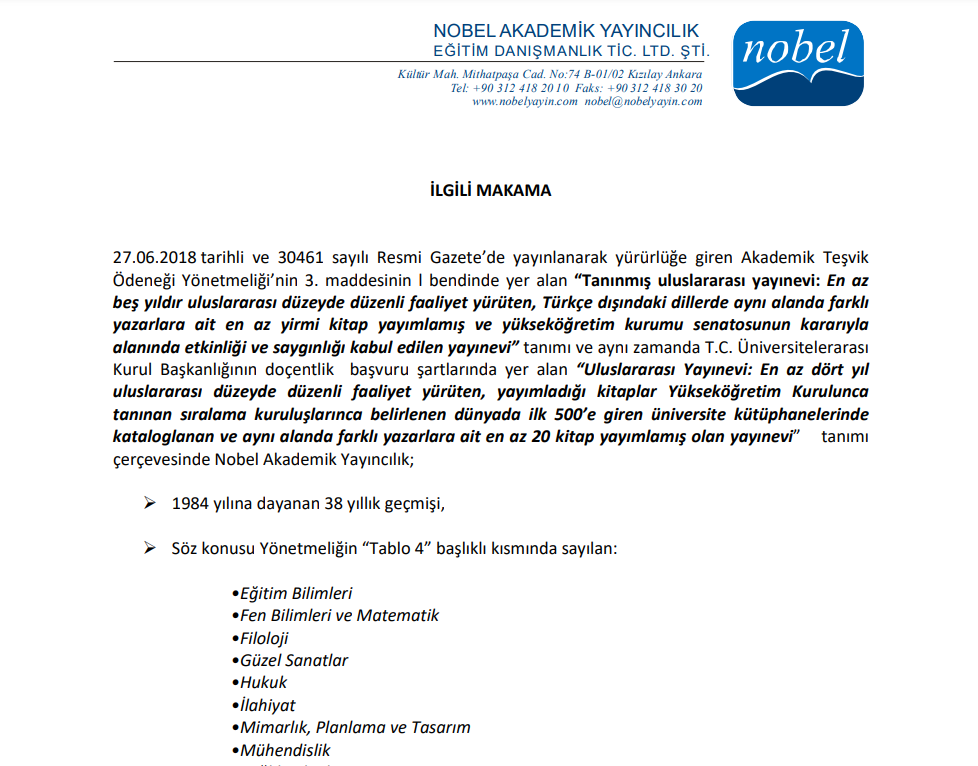 NOBEL AKADEMİK YAYINCILIK
EĞİTİM DANIŞMANLIK TİC. LTD. ŞTİ.
Kültür Mah. Mithatpaşa Cad. No:74 B-01/02 Kızılay Ankara
Tel: +90 312 418 20 10 Faks: +90 312 418 30 20
www.nobelyayin.com nobel@nobelyayin.com
nobel
İLGİLİ MAKAMA
27.06.2018 tarihli ve 30461 sayılı Resmi Gazete’de yayınlanarak yürürlüğe giren Akademik Teşvik
Ödeneği Yönetmeliği’nin 3. maddesinin l bendinde yer alan “Tanınmış uluslararası yayınevi: En az
beş yıldır uluslararası düzeyde düzenli faaliyet yürüten, Türkçe dışındaki dillerde aynı alanda farklı
yazarlara ait en az yirmi kitap yayımlamış ve yükseköğretim kurumu senatosunun kararıyla
alanında etkinliği ve saygınlığı kabul edilen yayınevi” tanımı ve aynı zamanda T.C. Üniversitelerarası
Kurul Başkanlığının doçentlik başvuru şartlarında yer alan “Uluslararası Yayınevi: En az dört yıl
uluslararası düzeyde düzenli faaliyet yürüten, yayımladığı kitaplar Yükseköğretim Kurulunca
tanınan sıralama kuruluşlarınca belirlenen dünyada ilk 500’e giren üniversite kütüphanelerinde
kataloglanan ve aynı alanda farklı yazarlara ait en az 20 kitap yayımlamış olan yayınevi” tanımı
çerçevesinde Nobel Akademik Yayıncılık;
➢ 1984 yılına dayanan 38 yıllık geçmişi,
➢ Söz konusu Yönetmeliğin “Tablo 4” başlıklı kısmında sayılan:
•Eğitim Bilimleri
•Fen Bilimleri ve Matematik
•Filoloji
•Güzel Sanatlar
•Hukuk
•İlahiyat
•Mimarlık, Planlama ve Tasarım
•Mühendislik